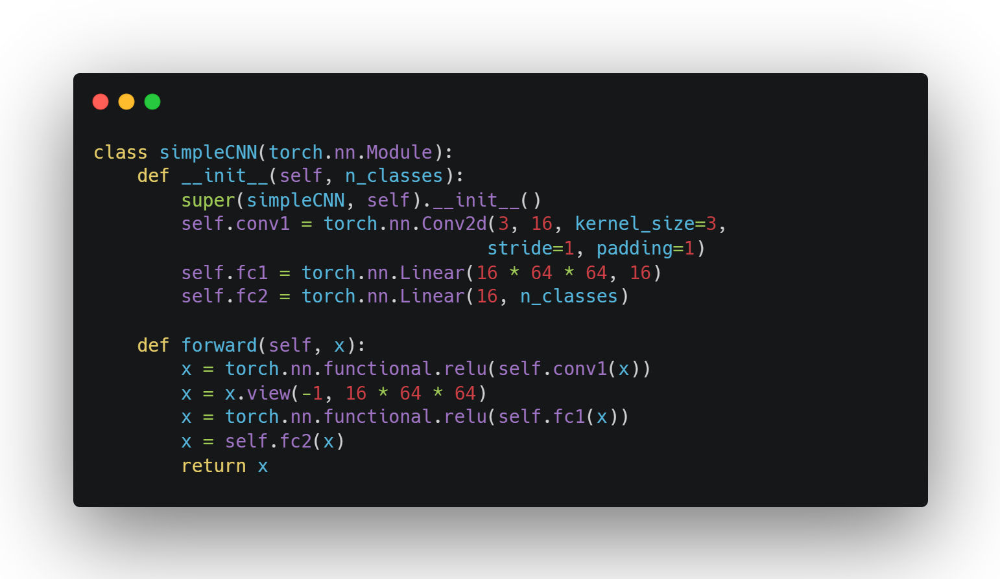 class simpleCNN(torch.nn.Module):
    def __init__(self, n_classes):
        super(simpleCNN, self).__init__()
        self.conv1 = torch.nn.Conv2d(3, 16, kernel_size=3,
                                    stride=1, padding=1)
        self.fc1 = torch.nn.Linear(16 * 64 * 64, 16)
        self.fc2 = torch.nn.Linear(16, n_classes)

    def forward(self, x):
        x = torch.nn.functional.relu(self.conv1(x))
        x = x.view(-1, 16 * 64 * 64)
        x = torch.nn.functional.relu(self.fc1(x))
        x = self.fc2(x)
        return x